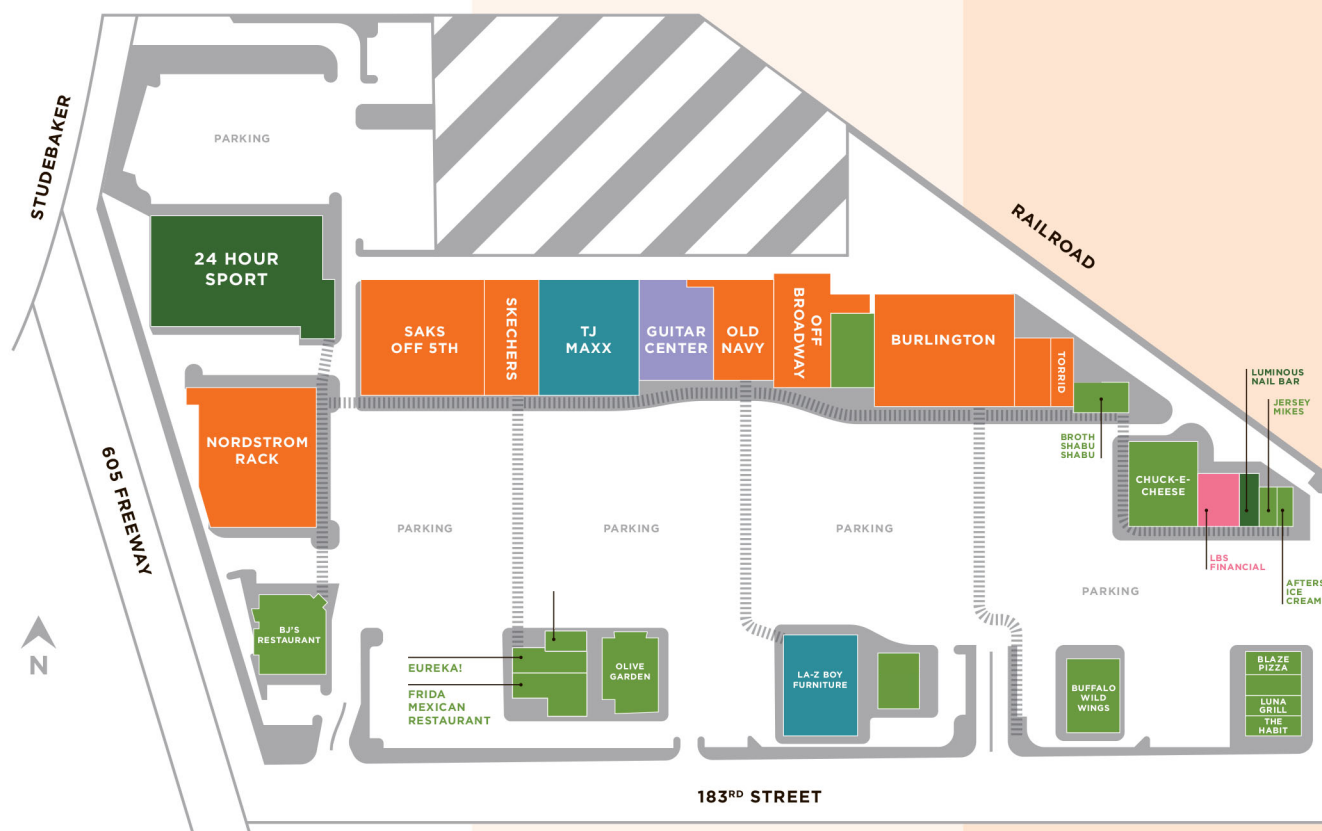 STUDEBAKER
PARKING
RAILROAD
24 HOUR
SPORT
SAKS
OFF 5TH
SKECHERS
TJ
MAXX
GUITAR
CENTER
OLD
NAVY
OFF
BROADWAY
BURLINGTON
TORRID
LUMINOUS
NAIL BAR
JERSEY
MIKES
BROTH
SHABU
SHABU
NORDSTROM
RACK
605 FREEWAY
CHUCK-E-
CHEESE
PARKING
PARKING
PARKING
LBS
FINANCIAL
PARKING
AFTERS
ICE
CREAM
N
BJ'S
RESTAURANT
EUREKA!
FRIDA
MEXICAN
RESTAURANT
OLIVE
GARDEN
LA-Z BOY
FURNITURE
BUFFALO
WILD
WINGS
BLAZE
PIZZA
LUNA
GRILL
THE
HABIT
183RD STREET